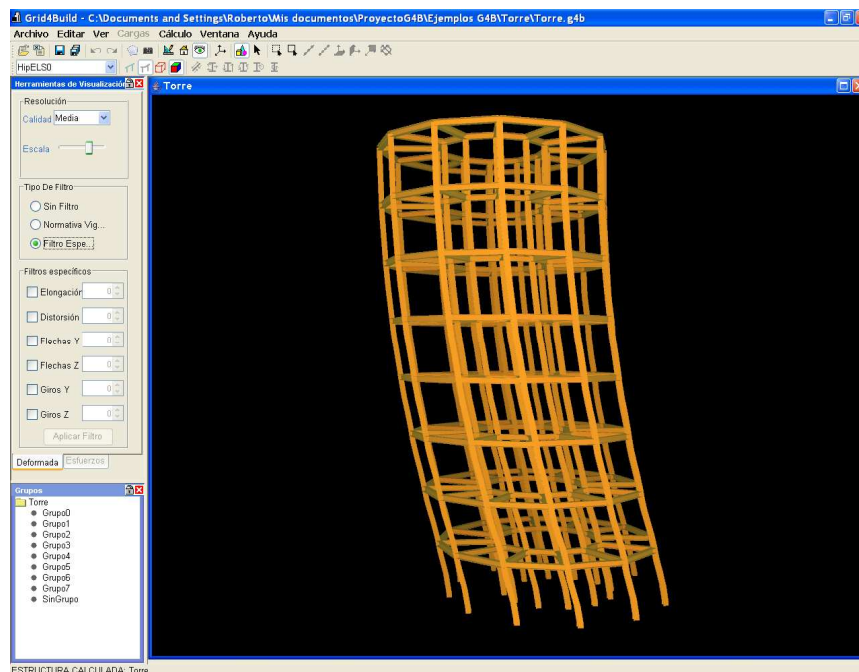 Grid4Build - C:\Documents and Settings\Roberto\Mis documentos\ProyectoG4B\Ejemplos G4B\Torre\Torre.g4b
Archivo Editar Ver Cargas Cálculo Ventana Ayuda
HipELS0
Herramientas de Visualización
Torre
Resolución
Calidad Media
Escala
Tipo De Filtro
Sin Filtro
Normativa Vig...
Filtro Espe...
Filtros específicos
Elongación 0
Distorsión 0
Flechas Y 0
Flechas Z 0
Giros Y 0
Giros Z 0
Aplicar Filtro
Deformada Esfuerzos
Grupos
Torre
Grupo0
Grupo1
Grupo2
Grupo3
Grupo4
Grupo5
Grupo6
Grupo7
SinGrupo
ESTRUCTURA CALCULADA: Torre